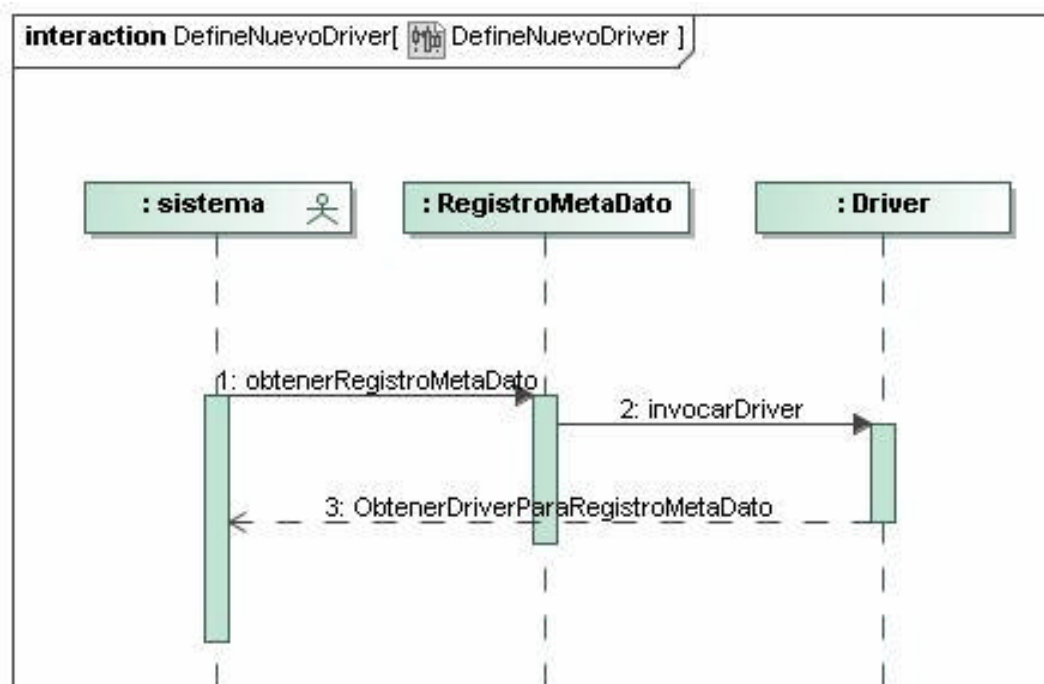 interaction DefineNuevoDriver[ DefineNuevoDriver ]
: sistema
: RegistroMetaDato
: Driver
1: obtenerRegistroMetaDato
2: invocarDriver
3: ObtenerDriverParaRegistroMetaDato